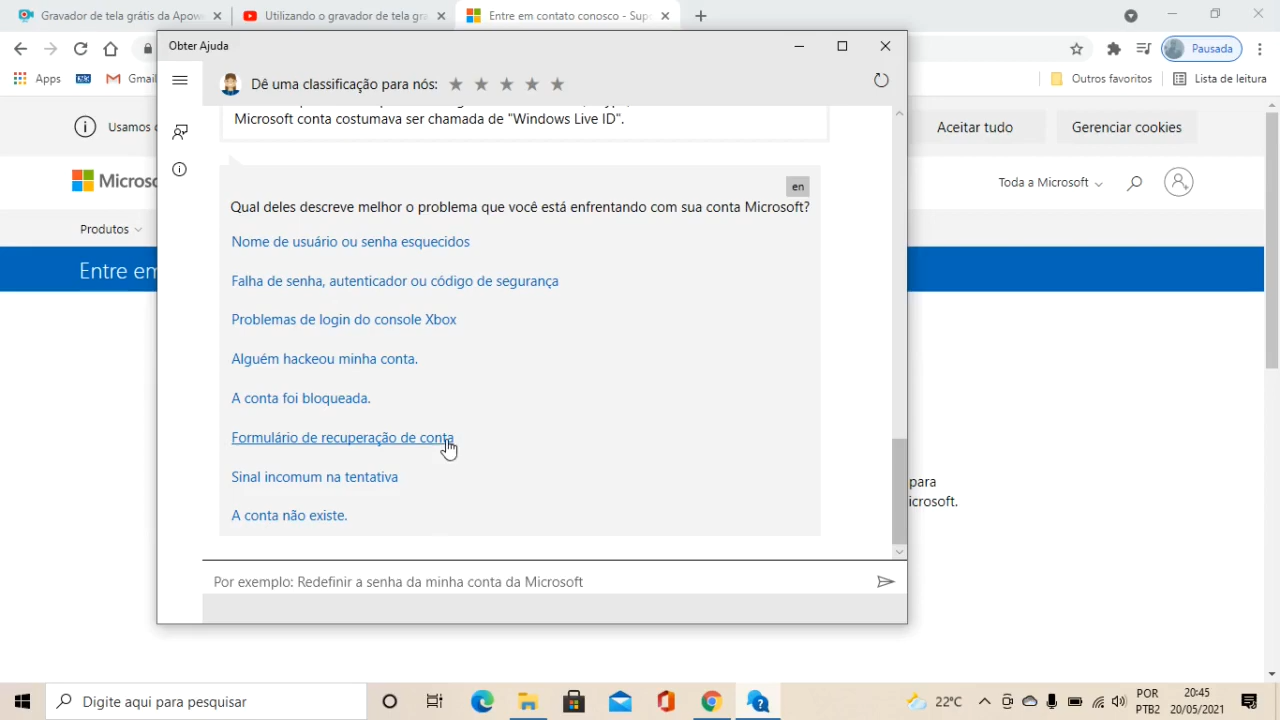 Gravador de tela grátis da Apowe
Utilizando o gravador de tela gra
Entre em contato conosco - Supo
Pausada
Apps
Gmail
Outros favoritos
Lista de leitura
Obter Ajuda
Dê uma classificação para nós:
Microsoft conta costumava ser chamada de "Windows Live ID".
Usamos
Aceitar tudo
Gerenciar cookies
Toda a Microsoft
Produtos
Entre em
en
Qual deles descreve melhor o problema que você está enfrentando com sua conta Microsoft?
Nome de usuário ou senha esquecidos
Falha de senha, autenticador ou código de segurança
Problemas de login do console Xbox
Alguém hackeou minha conta.
A conta foi bloqueada.
Formulário de recuperação de conta
Sinal incomum na tentativa
A conta não existe.
para
icrosoft.
Por exemplo: Redefinir a senha da minha conta da Microsoft
Digite aqui para pesquisar
22°C
POR
PTB2
20:45
20/05/2021